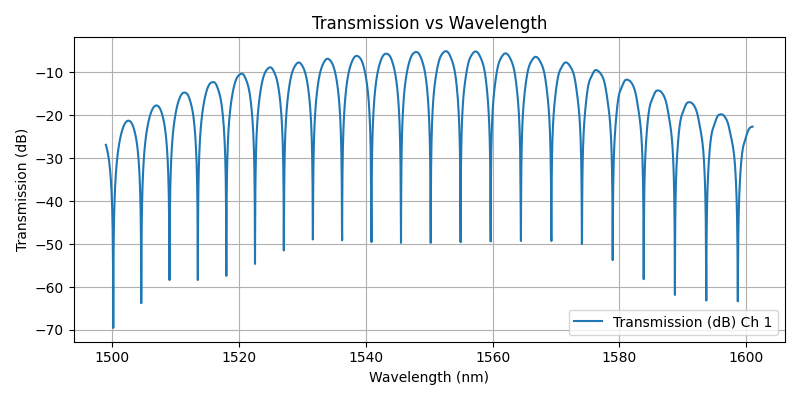 Transmission vs Wavelength
Transmission (dB)
−10
−20
−30
−40
−50
−60
−70
Transmission (dB) Ch 1
1500 1520 1540 1560 1580 1600
Wavelength (nm)